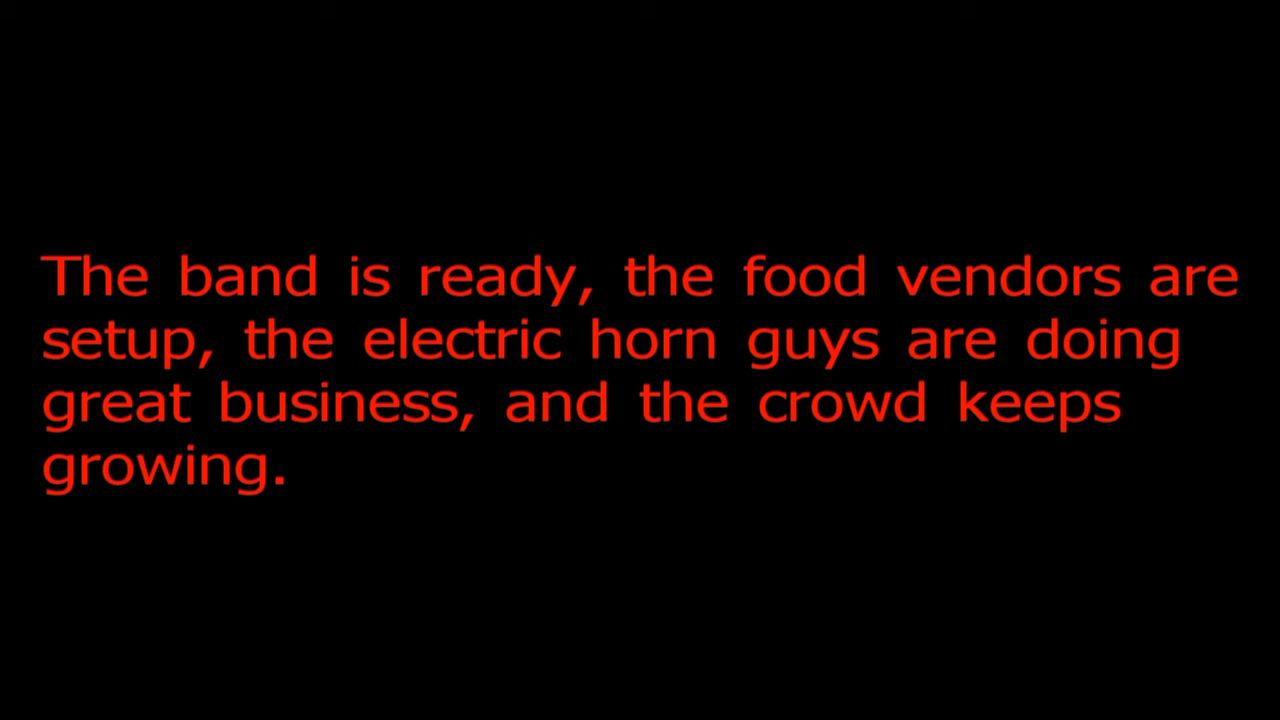 The band is ready, the food vendors are
setup, the electric horn guys are doing
great business, and the crowd keeps
growing.